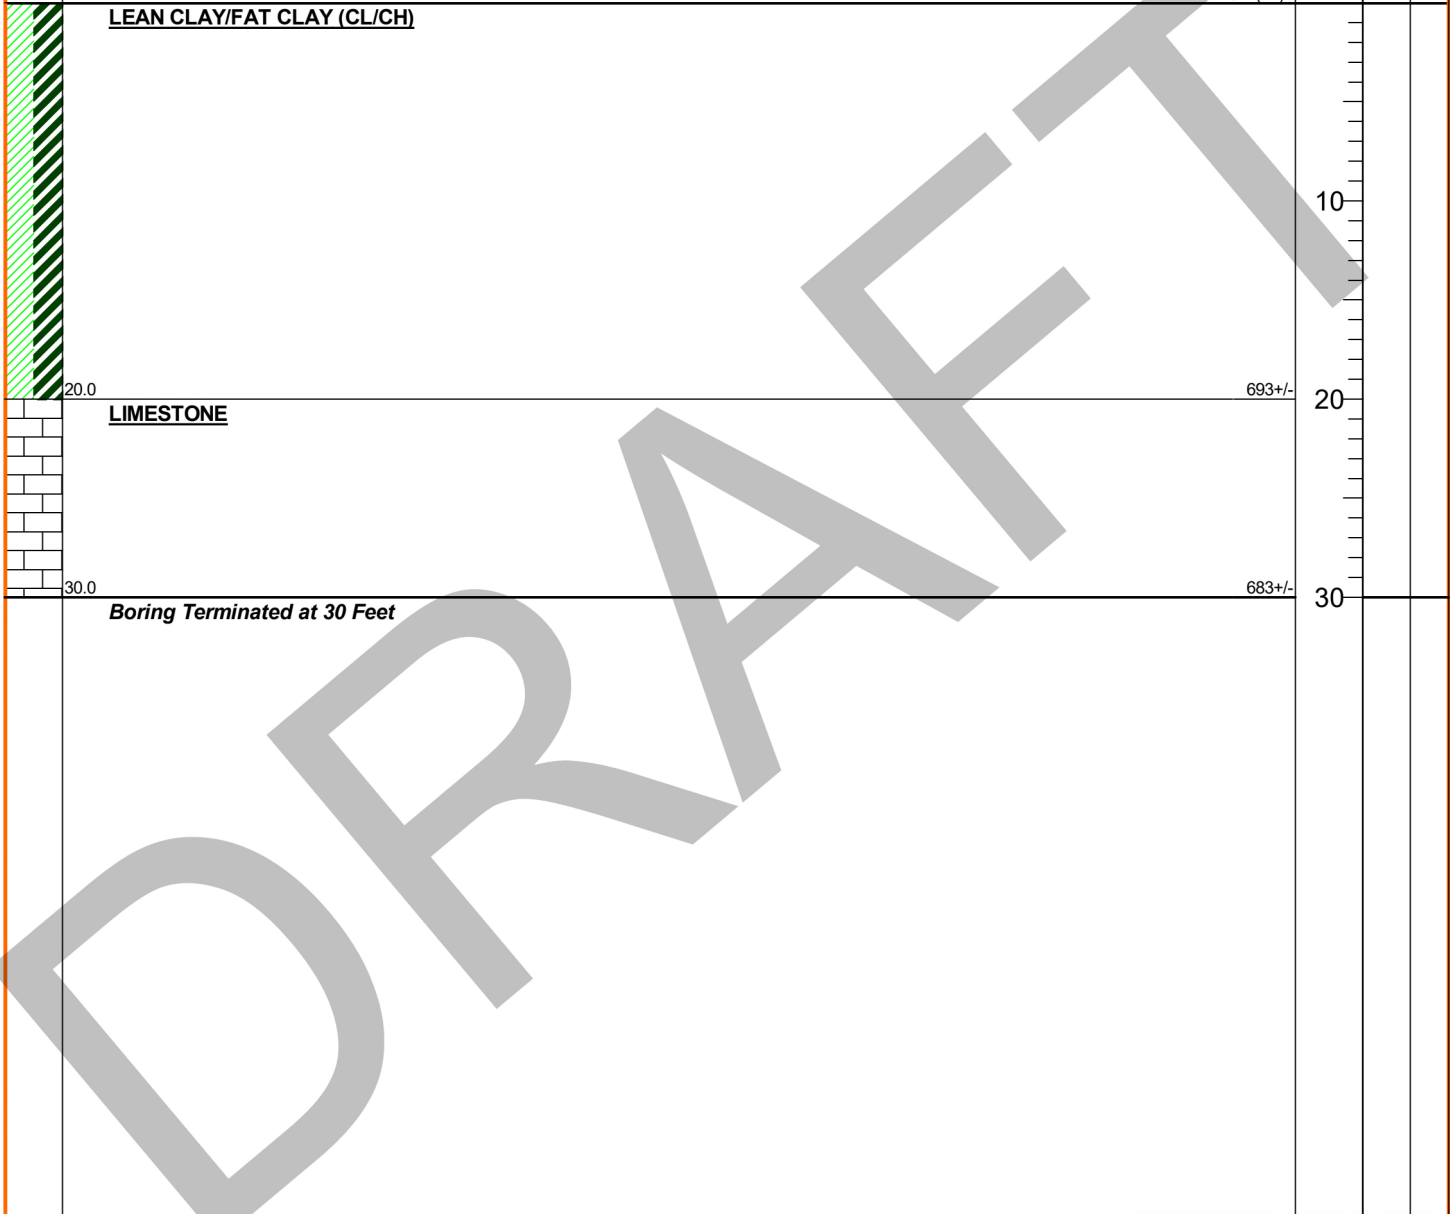 LEAN CLAY/FAT CLAY (CL/CH)
10
20.0 693+/- 20
LIMESTONE
30.0 683+/- 30
Boring Terminated at 30 Feet
DRAFT